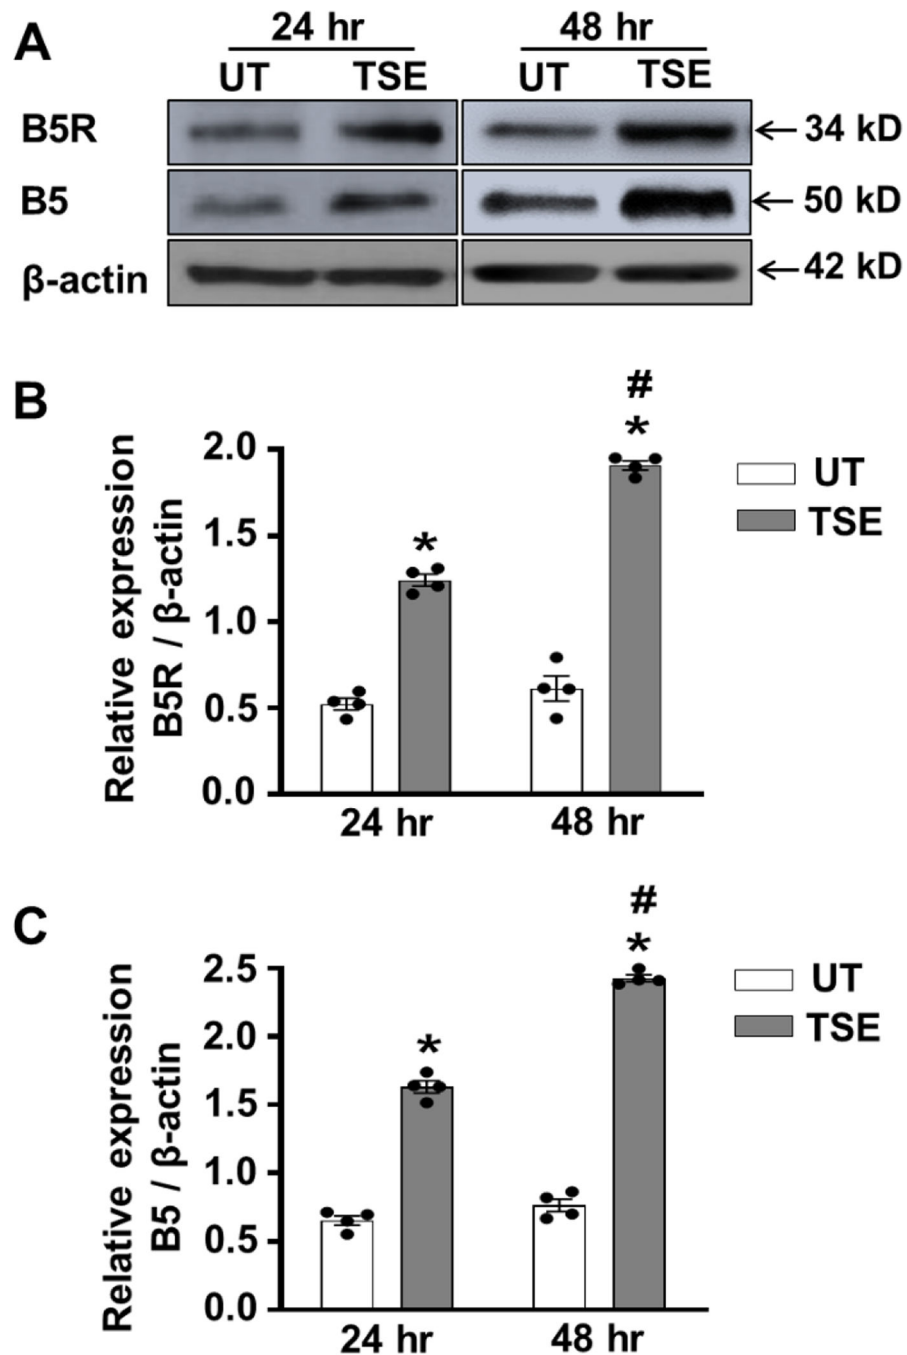 A
24 hr 48 hr
UT TSE UT TSE
B5R ← 34 kD
B5 ← 50 kD
β-actin ← 42 kD
B
#
*
*
Relative expression
B5R / β-actin
2.0
1.5
1.0
0.5
0.0
UT
TSE
24 hr 48 hr
C
#
*
*
Relative expression
B5 / β-actin
2.5
2.0
1.5
1.0
0.5
0.0
UT
TSE
24 hr 48 hr